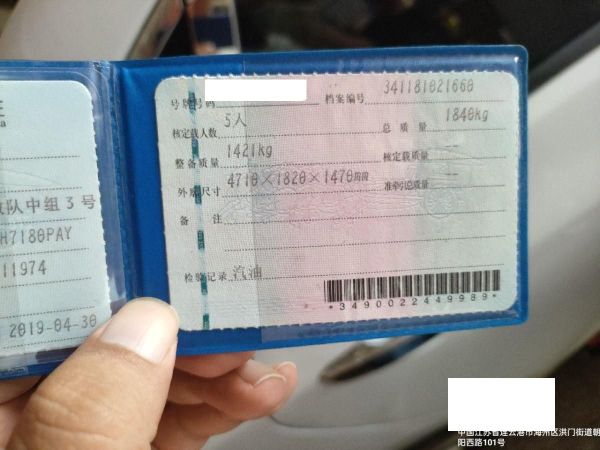 a
队中组3号
H7180PAY
11974
2019-04-30
号牌号码
档案编号 341181021660
核定载人数 5人
总质量 1840kg
整备质量 1421kg
核定载质量 --
外廓尺寸 4710×1820×1470mm
准牵引总质量 --
备注
检验记录 汽油
*3490022449989*
中国江苏省连云港市海州区洪门街道朝
阳西路101号